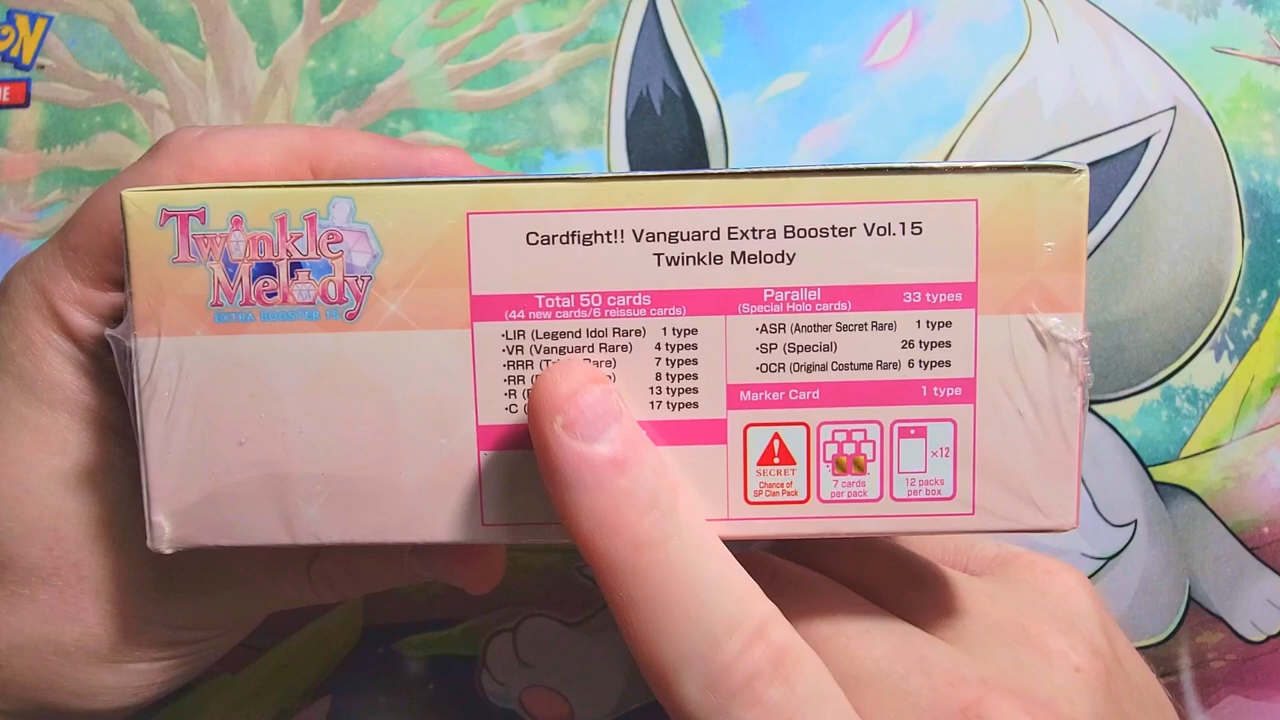 Twinkle
Melody
EXTRA BOOSTER 15
Cardfight!! Vanguard Extra Booster Vol.15
Twinkle Melody
Total 50 cards
(44 new cards/6 reissue cards)
•LIR (Legend Idol Rare) 1 type
•VR (Vanguard Rare) 4 types
•RRR ( Rare) 7 types
•RR ( 8 types
•R ( 13 types
•C ( 17 types
Parallel 33 types
(Special Holo cards)
•ASR (Another Secret Rare) 1 type
•SP (Special) 26 types
•OCR (Original Costume Rare) 6 types
Marker Card 1 type
SECRET
Chance of
SP Clan Pack
7 cards
per pack
×12
12 packs
per box